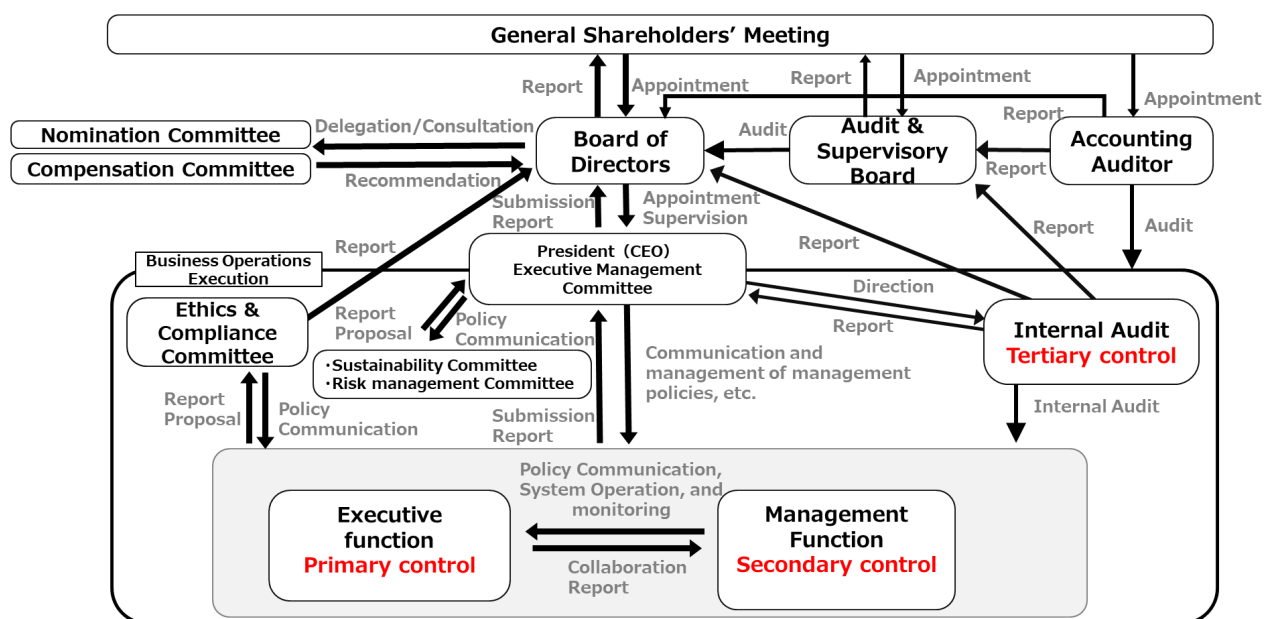 General Shareholders' Meeting
Report
Appointment
Report
Appointment
Report
Appointment
Nomination Committee
Compensation Committee
Delegation/Consultation
Recommendation
Board of
Directors
Audit
Audit &
Supervisory
Board
Report
Accounting
Auditor
Submission
Report
Appointment
Supervision
Report
Report
Report
Audit
Business Operations
Execution
President（CEO）
Executive Management
Committee
Ethics &
Compliance
Committee
Report
Proposal
Policy
Communication
・Sustainability Committee
・Risk management Committee
Direction
Report
Internal Audit
Tertiary control
Communication and
management of management
policies, etc.
Report
Proposal
Policy
Communication
Submission
Report
Internal Audit
Policy Communication,
System Operation, and
monitoring
Executive
function
Primary control
Management
Function
Secondary control
Collaboration
Report